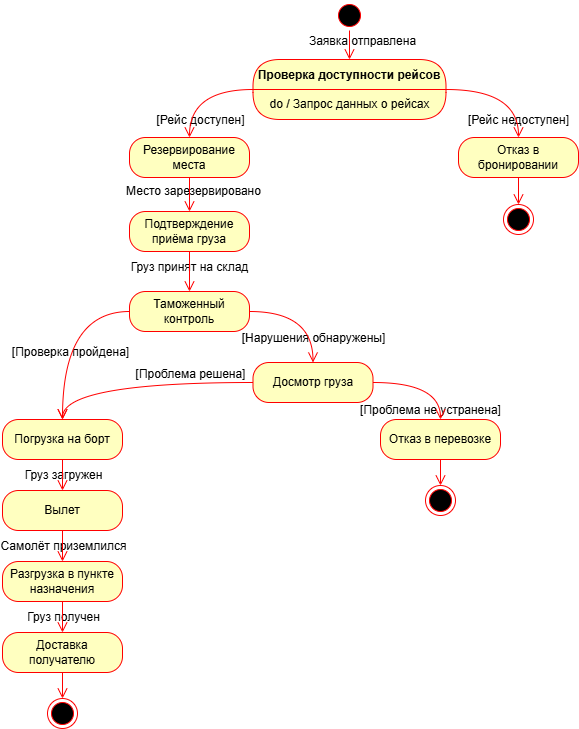 Заявка отправлена
Проверка доступности рейсов
do / Запрос данных о рейсах
[Рейс доступен]
[Рейс недоступен]
Резервирование
места
Отказ в
бронировании
Место зарезервировано
Подтверждение
приёма груза
Груз принят на склад
Таможенный
контроль
[Проверка пройдена]
[Нарушения обнаружены]
[Проблема решена]
Досмотр груза
[Проблема не устранена]
Погрузка на борт
Отказ в перевозке
Груз загружен
Вылет
Самолёт приземлился
Разгрузка в пункте
назначения
Груз получен
Доставка
получателю